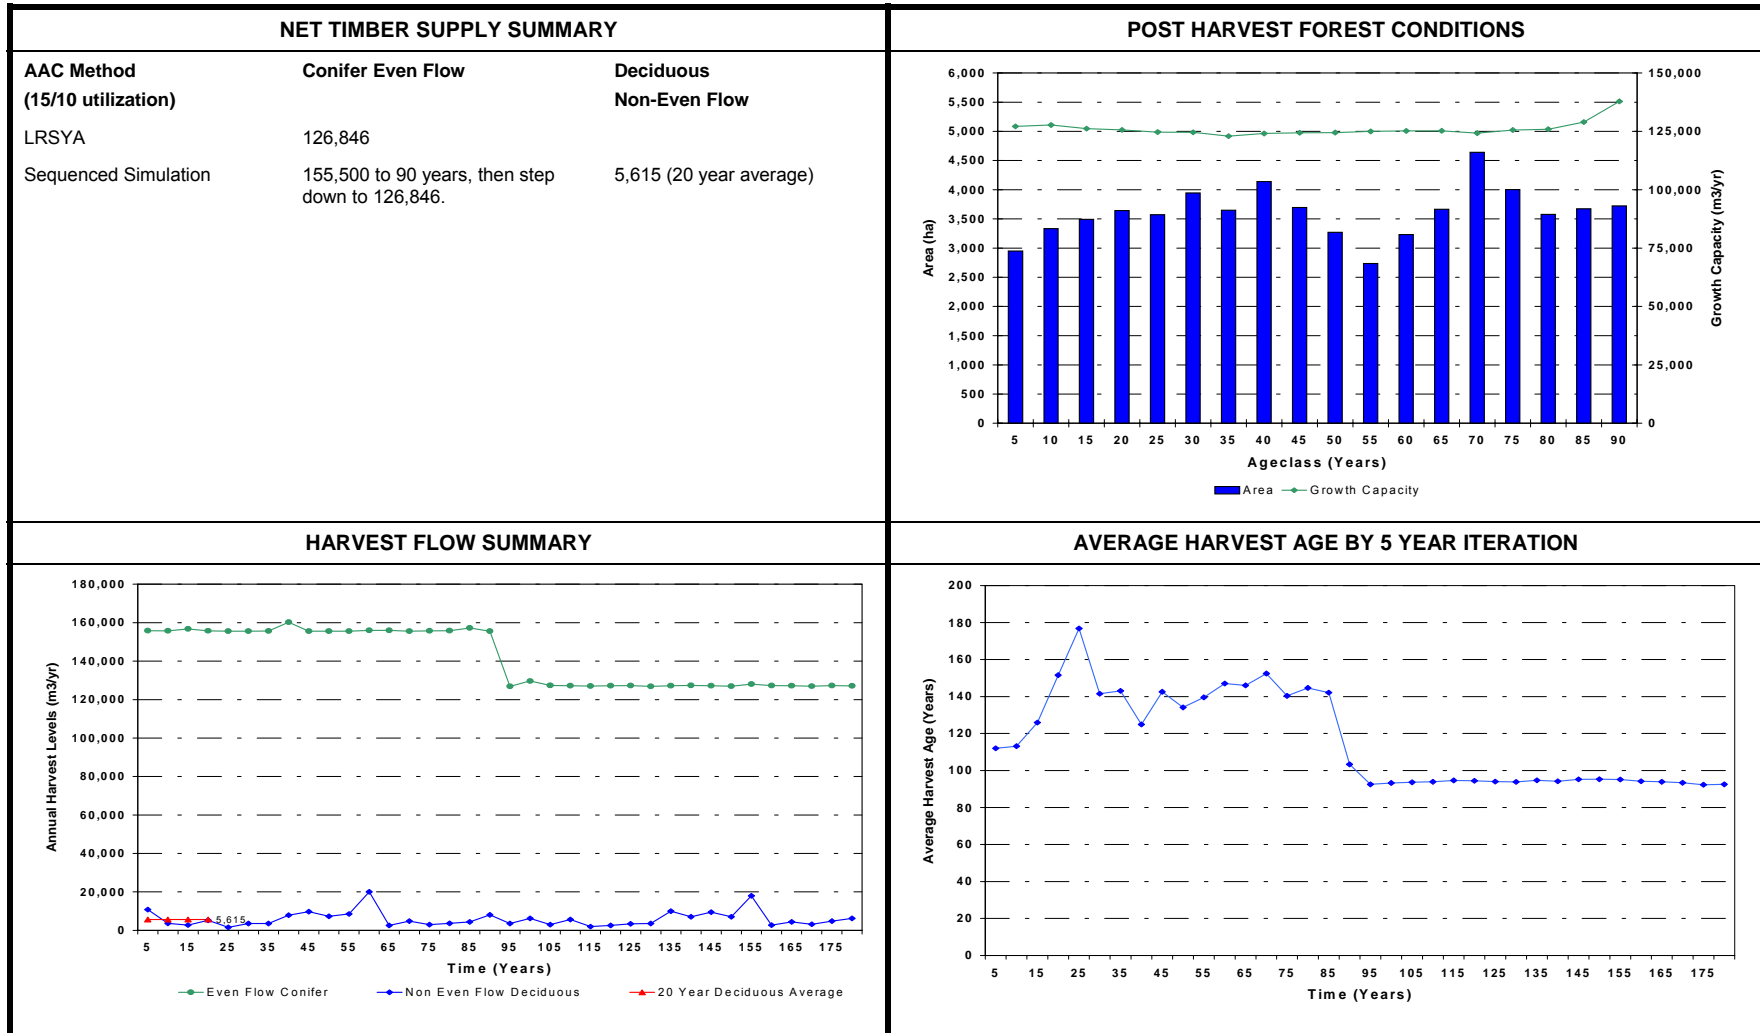 NET TIMBER SUPPLY SUMMARY
AAC Method Conifer Even Flow Deciduous
(15/10 utilization) Non-Even Flow
LRSYA 126,846
Sequenced Simulation 155,500 to 90 years, then step 5,615 (20 year average)
down to 126,846.
POST HARVEST FOREST CONDITIONS
6,000 150,000
5,500
5,000 125,000
4,500
4,000 100,000
3,500
3,000 75,000
2,500
2,000 50,000
1,500
1,000 25,000
500
0 0
Area (ha)
Growth Capacity (m3/yr)
5 10 15 20 25 30 35 40 45 50 55 60 65 70 75 80 85 90
Ageclass (Years)
Area Growth Capacity
HARVEST FLOW SUMMARY
180,000
160,000
140,000
120,000
100,000
80,000
60,000
40,000
20,000
0
Annual Harvest Levels (m3/yr)
5,615
5 15 25 35 45 55 65 75 85 95 105 115 125 135 145 155 165 175
Time (Years)
Even Flow Conifer Non Even Flow Deciduous 20 Year Deciduous Average
AVERAGE HARVEST AGE BY 5 YEAR ITERATION
200
180
160
140
120
100
80
60
40
20
0
Average Harvest Age (Years)
5 15 25 35 45 55 65 75 85 95 105 115 125 135 145 155 165 175
Time (Years)